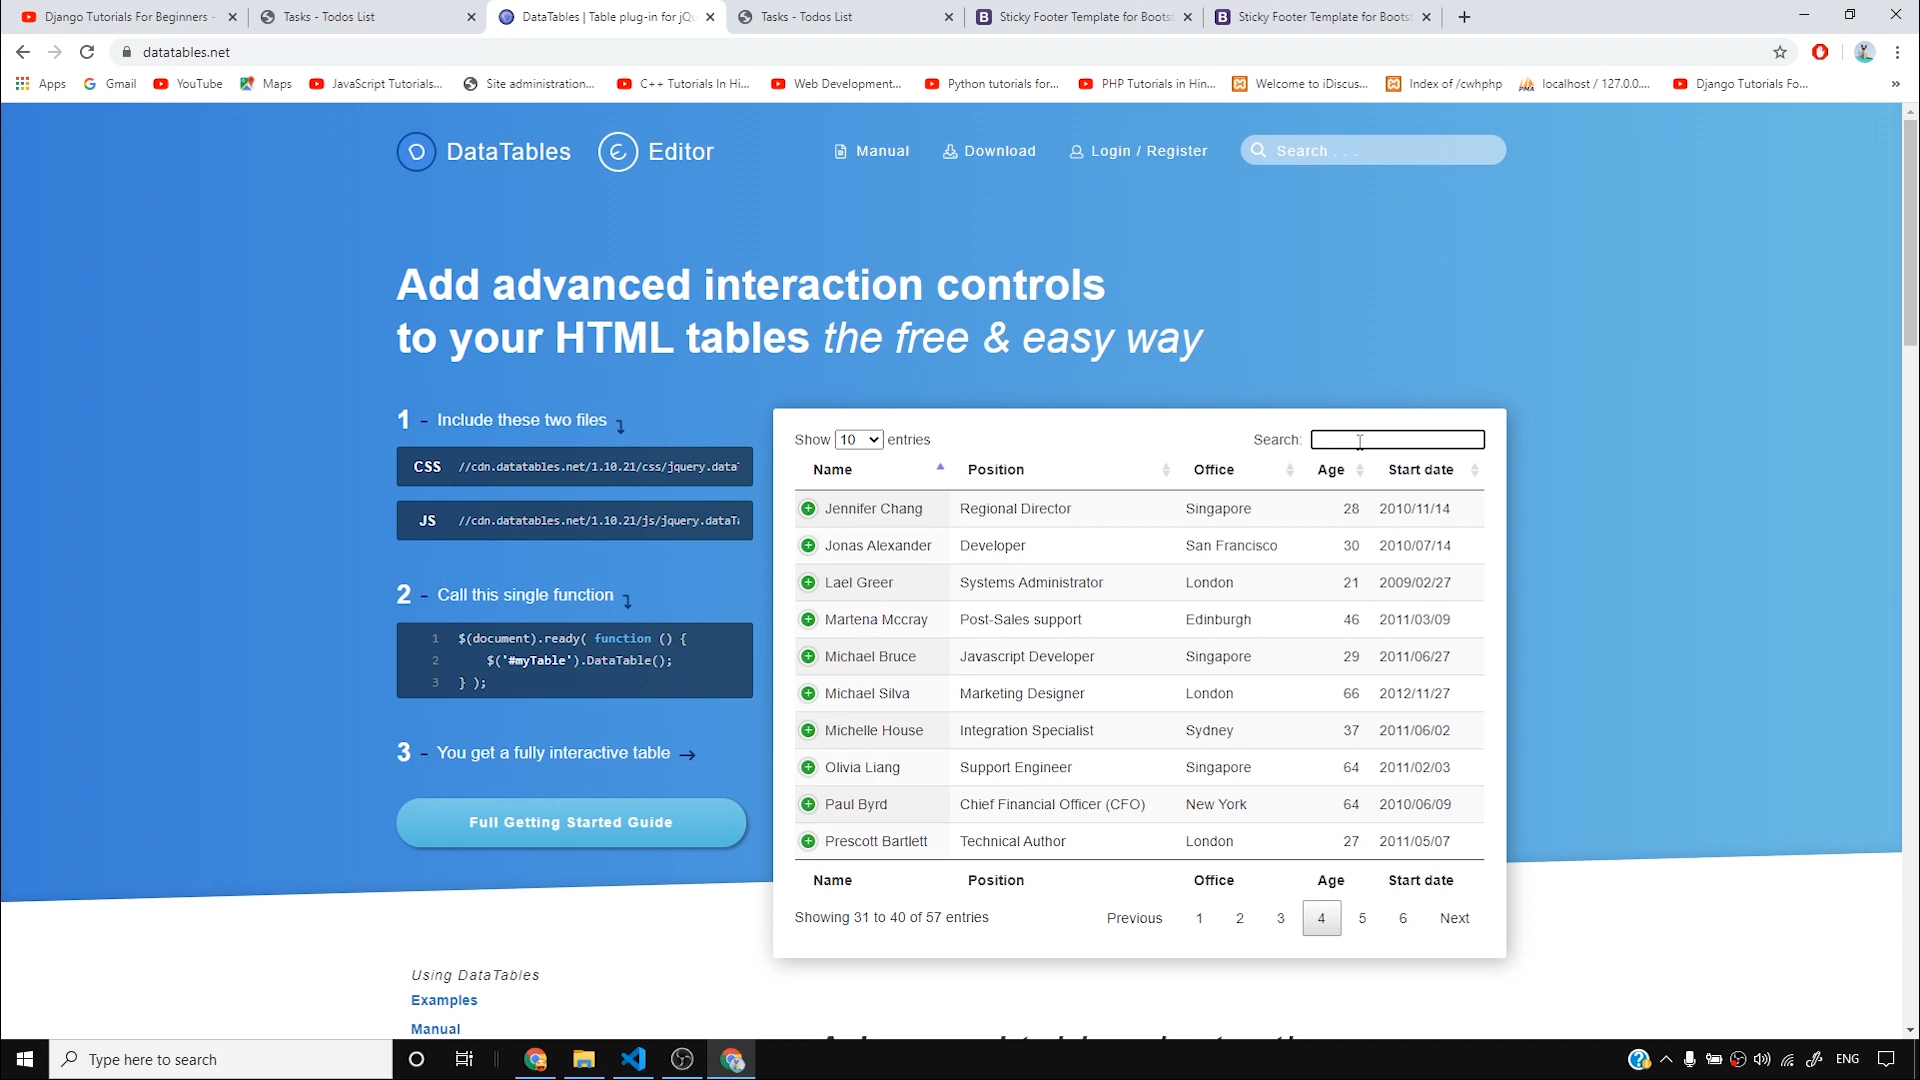 Django Tutorials For Beginners -
Tasks - Todos List
DataTables | Table plug-in for jQu
Tasks - Todos List
Sticky Footer Template for Bootst
Sticky Footer Template for Bootst
datatables.net
Apps
Gmail
YouTube
Maps
JavaScript Tutorials...
Site administration...
C++ Tutorials In Hi...
Web Development...
Python tutorials for...
PHP Tutorials in Hin...
Welcome to iDiscus...
Index of /cwhphp
localhost / 127.0.0....
Django Tutorials Fo...
DataTables
Editor
Manual
Download
Login / Register
Search . . .
Add advanced interaction controls
to your HTML tables the free & easy way
1 - Include these two files
CSS //cdn.datatables.net/1.10.21/css/jquery.data
JS //cdn.datatables.net/1.10.21/js/jquery.dataTa
2 - Call this single function
1 $(document).ready( function () {
2 $('#myTable').DataTable();
3 } );
3 - You get a fully interactive table →
Full Getting Started Guide
Show 10 entries
Search:
Name Position Office Age Start date
Jennifer Chang Regional Director Singapore 28 2010/11/14
Jonas Alexander Developer San Francisco 30 2010/07/14
Lael Greer Systems Administrator London 21 2009/02/27
Martena Mccray Post-Sales support Edinburgh 46 2011/03/09
Michael Bruce Javascript Developer Singapore 29 2011/06/27
Michael Silva Marketing Designer London 66 2012/11/27
Michelle House Integration Specialist Sydney 37 2011/06/02
Olivia Liang Support Engineer Singapore 64 2011/02/03
Paul Byrd Chief Financial Officer (CFO) New York 64 2010/06/09
Prescott Bartlett Technical Author London 27 2011/05/07
Name Position Office Age Start date
Showing 31 to 40 of 57 entries
Previous 1 2 3 4 5 6 Next
Using DataTables
Examples
Manual
Type here to search
ENG